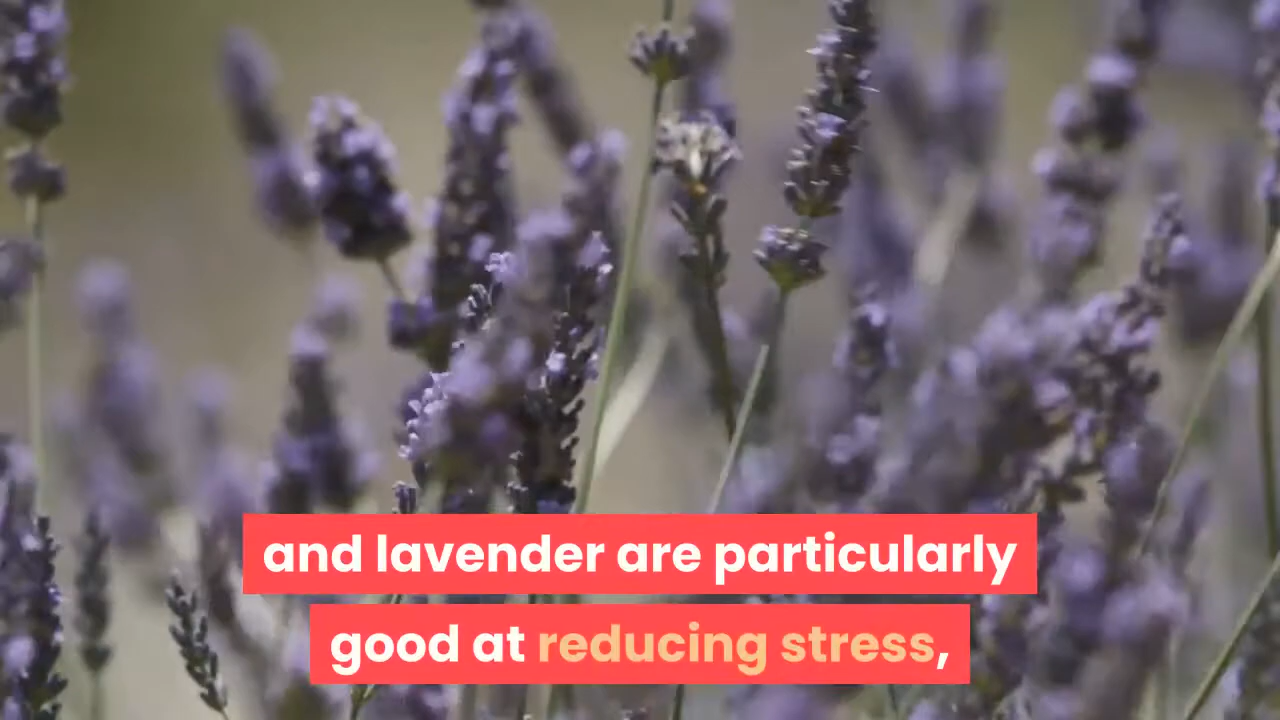 and lavender are particularly
good at reducing stress,